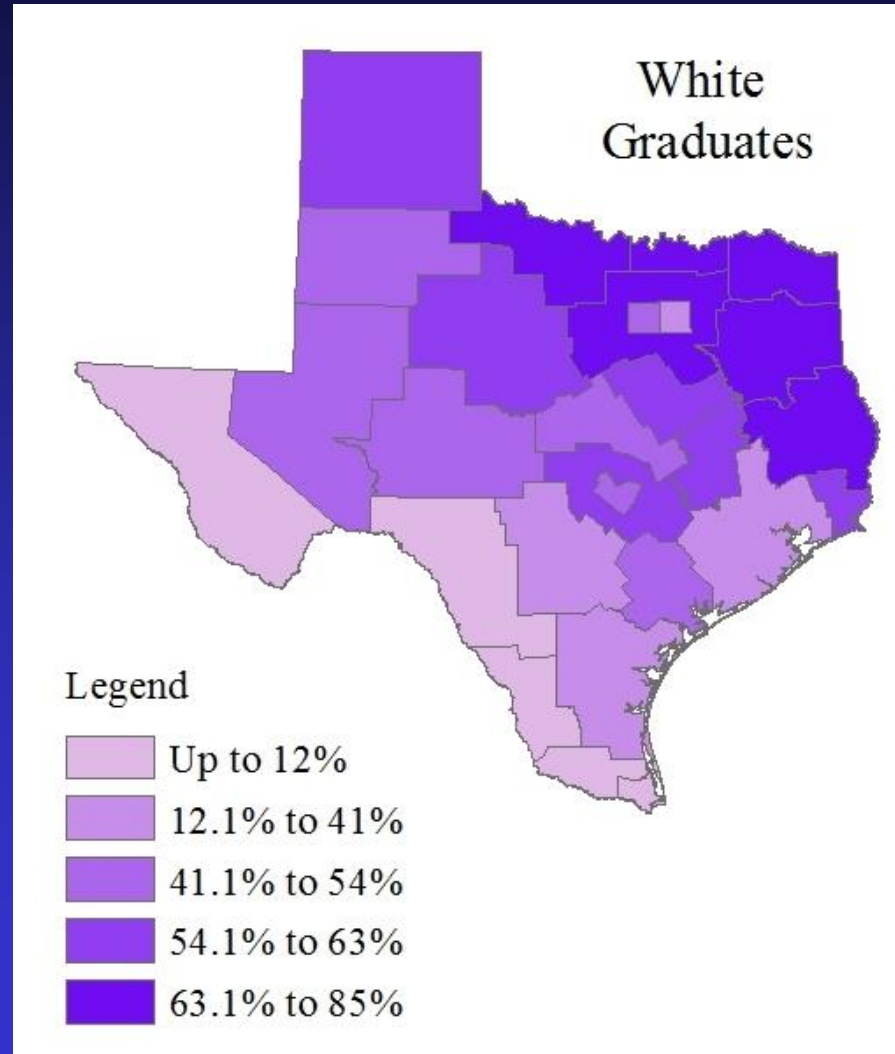 White
Graduates
Legend
Up to 12%
12.1% to 41%
41.1% to 54%
54.1% to 63%
63.1% to 85%